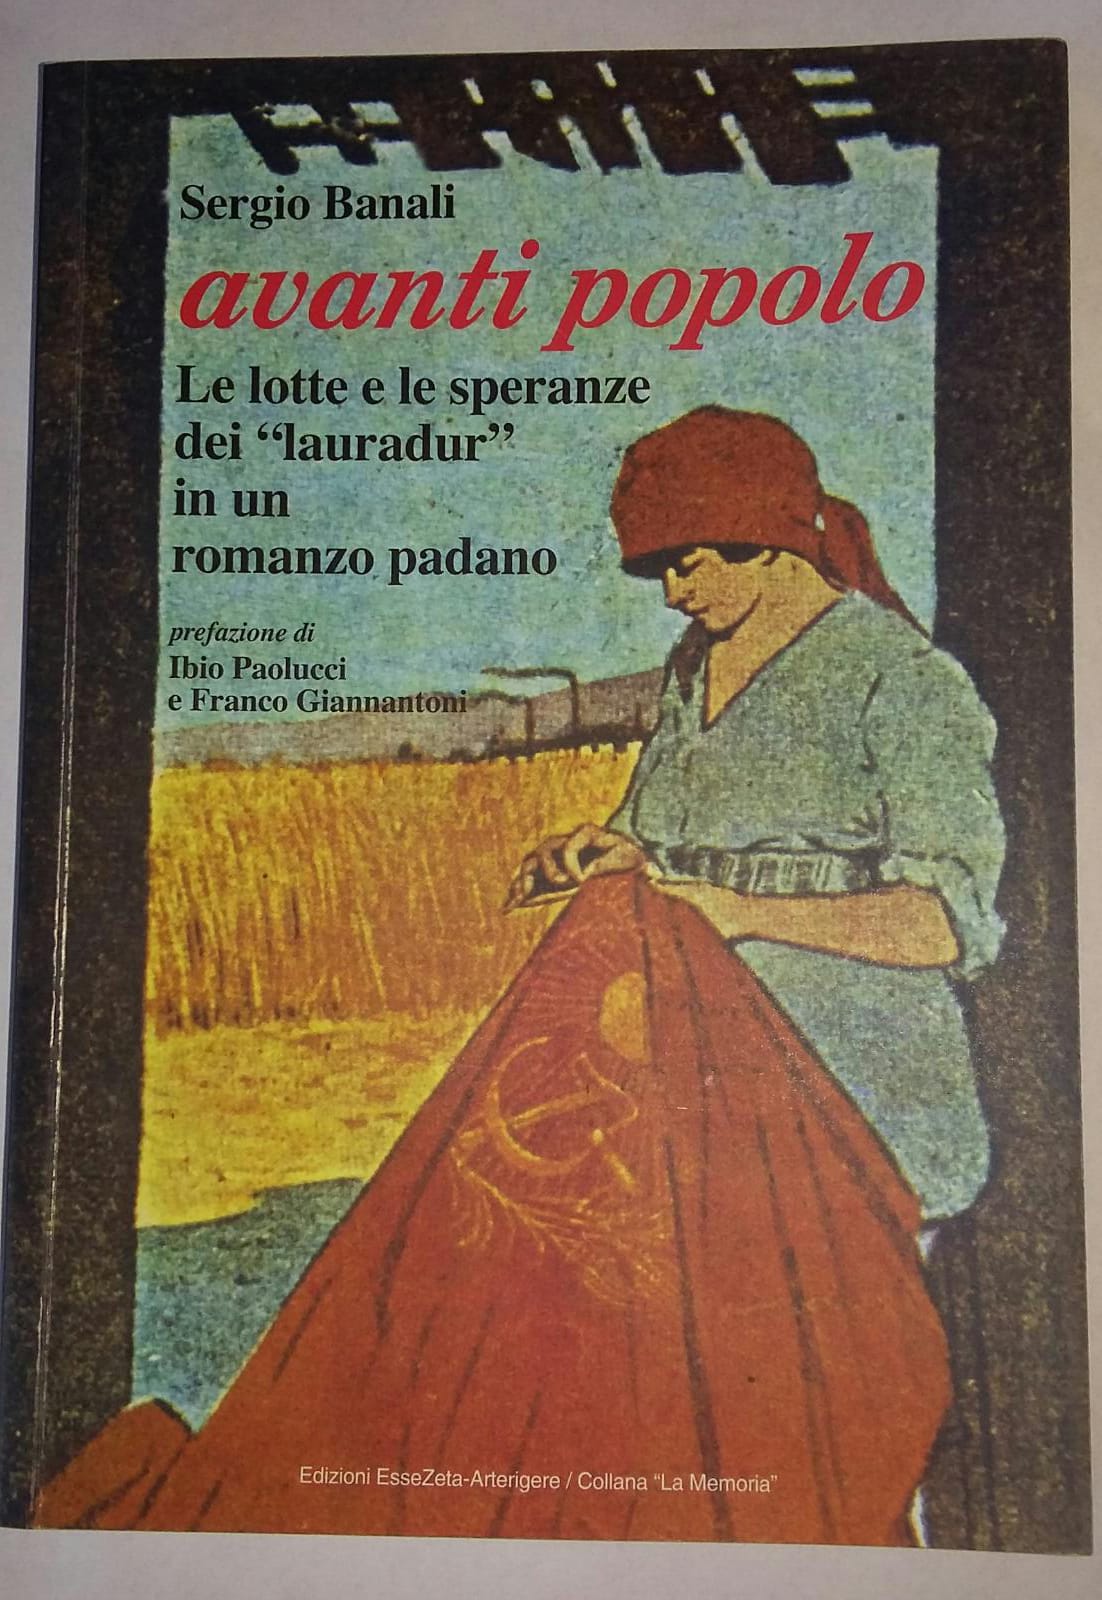 Sergio Banali
avanti popolo
Le lotte e le speranze
dei “lauradur”
in un
romanzo padano
prefazione di
Ibio Paolucci
e Franco Giannantoni
Edizioni EsseZeta-Arterigere / Collana “La Memoria”